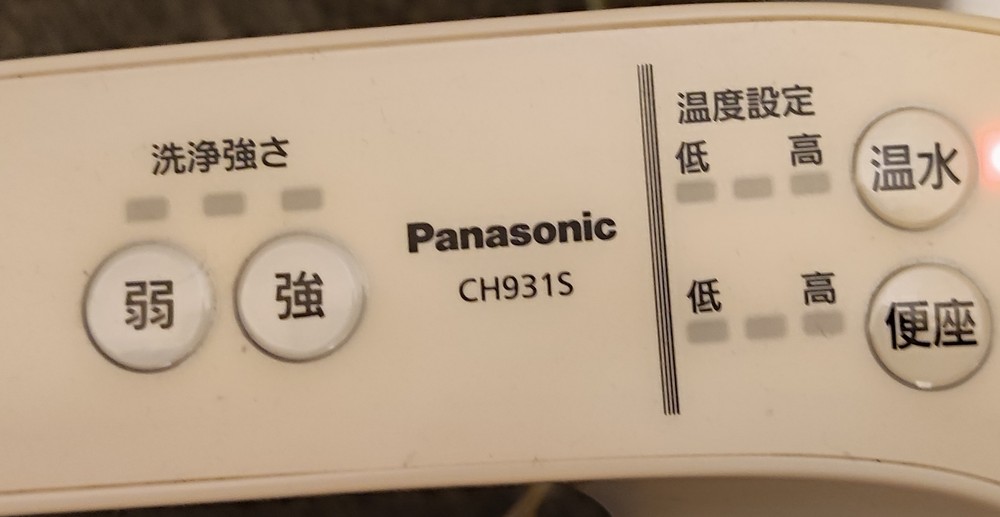 洗浄強さ
弱 強
Panasonic
CH931S
温度設定
低 高
温水
低 高
便座